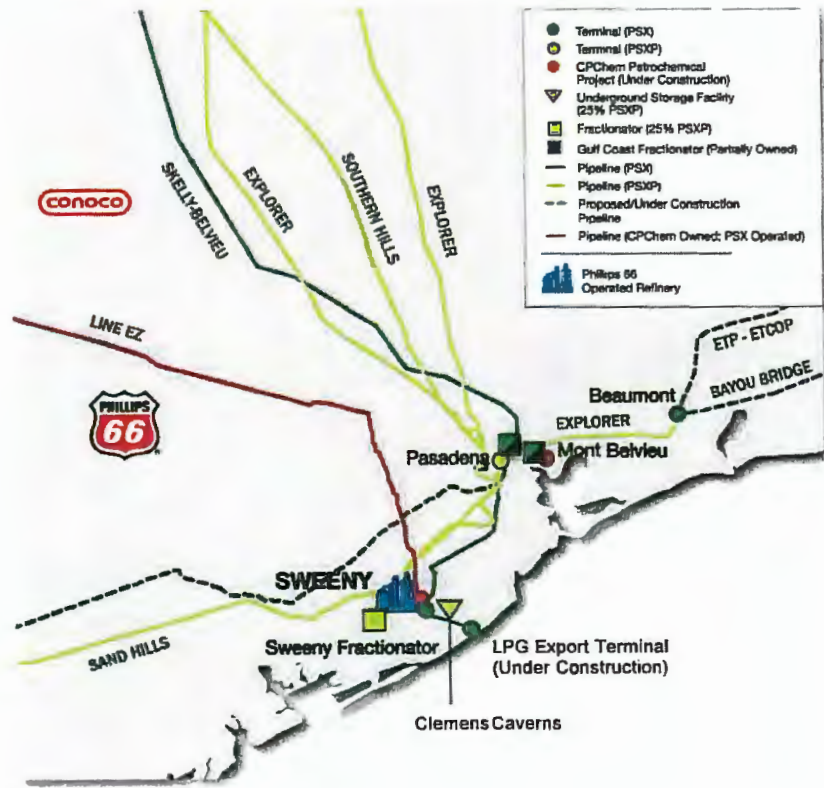 Terminal (PSX)
Terminal (PSXP)
CPChem Petrochemical
Project (Under Construction)
Underground Storage Facility
(25% PSXP)
Fractionator (25% PSXP)
Gulf Coast Fractionator (Partially Owned)
Pipeline (PSX)
Pipeline (PSXP)
Proposed/Under Construction
Pipeline
Pipeline (CPChem Owned; PSX Operated)
Phillips 66
Operated Refinery
conoco
SKELLY-BELVIEU
EXPLORER
SOUTHERN HILLS
EXPLORER
LINE EZ
PHILLIPS
66
ETP - ETCOP
BAYOU BRIDGE
Beaumont
EXPLORER
Pasadena
Mont Belvieu
SWEENY
SAND HILLS
Sweeny Fractionator
LPG Export Terminal
(Under Construction)
Clemens Caverns